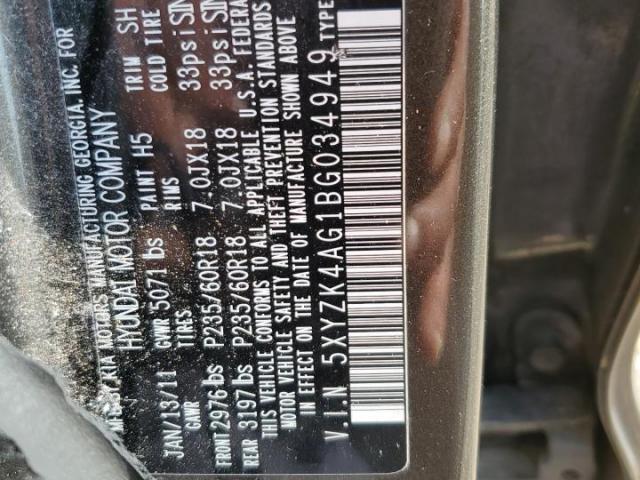 MFD BY KIA MOTORS MANUFACTURING GEORGIA, INC. FOR
HYUNDAI MOTOR COMPANY
JAN/13/11 GVWR 5071 lbs PAINT H5 TRIM SH
GAWR TIRES RIMS COLD TIRE
FRONT 2976 lbs P235/60R18 7.0JX18 33psi SIN
REAR 3197 lbs P235/60R18 7.0JX18 33psi SIN
THIS VEHICLE CONFORMS TO ALL APPLICABLE U.S.A. FEDERA
MOTOR VEHICLE SAFETY AND THEFT PREVENTION STANDARDS
ON THE DATE OF MANUFACTURE SHOWN ABOVE
V.I.N 5XYZK4AG1BG034949 TYPE